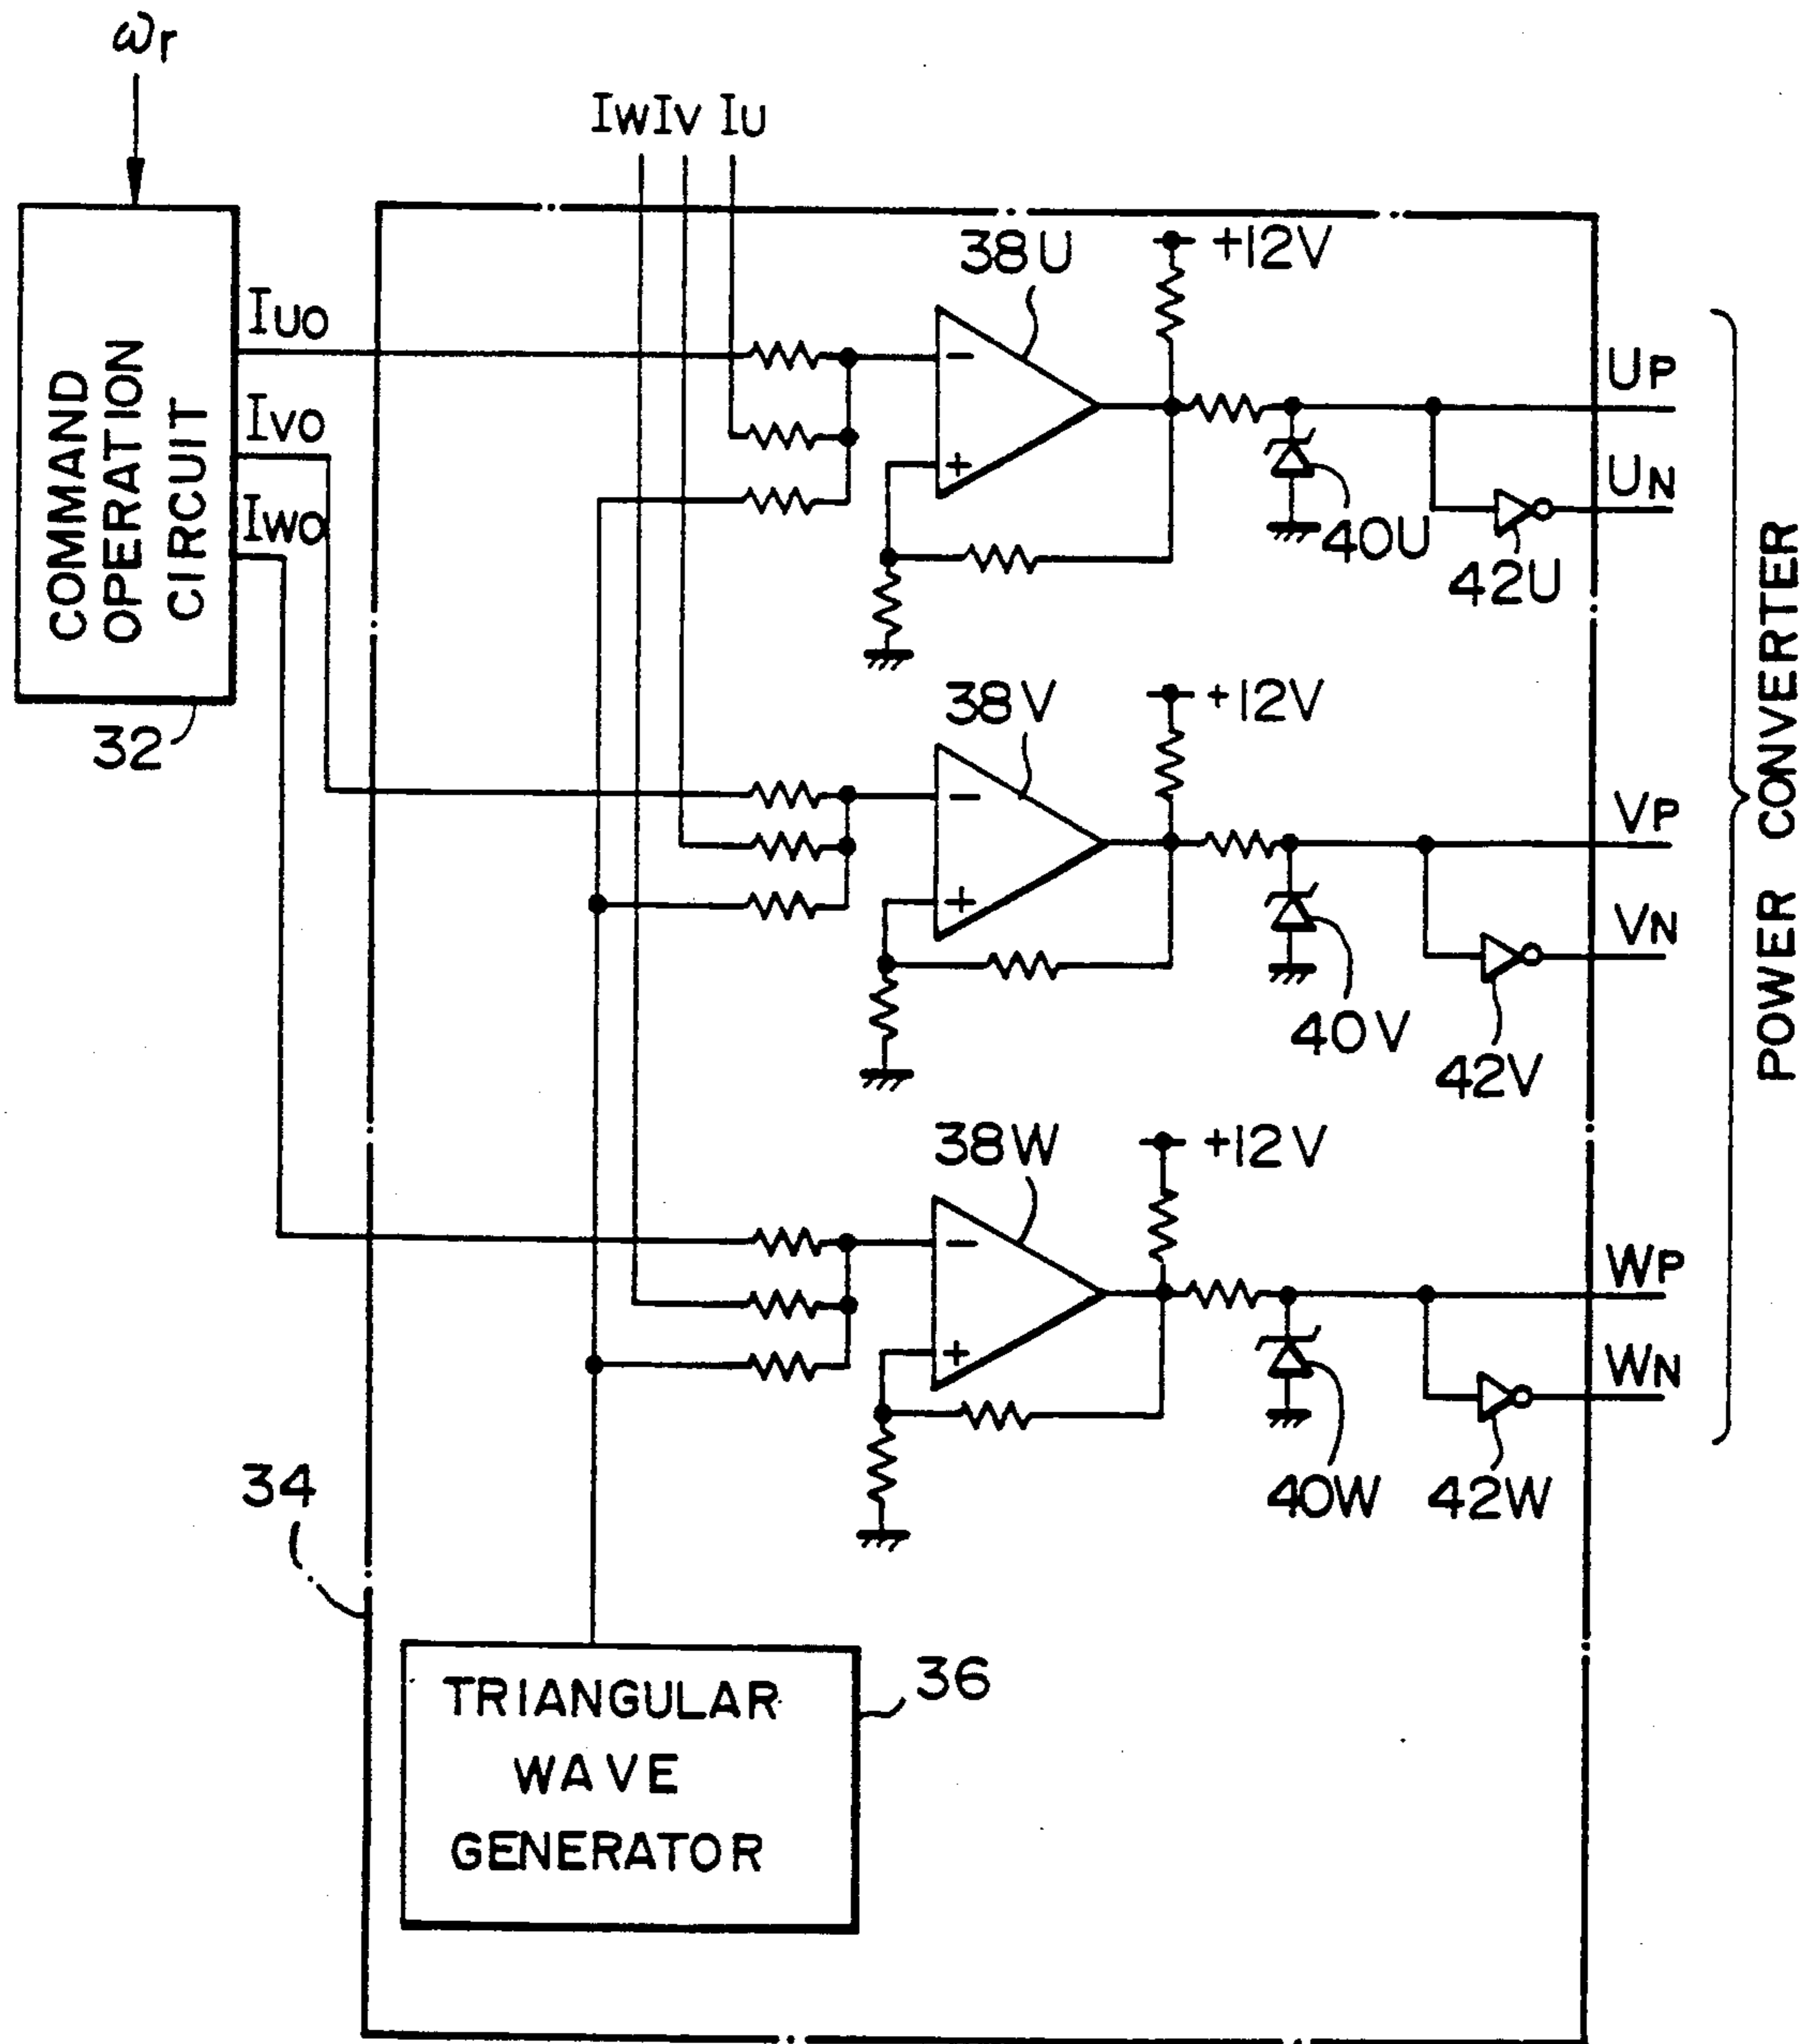 ωr
IW IV IU
COMMAND
OPERATION
CIRCUIT
32
IUO
IVO
IWO
38U
+12V
−
+
40U
42U
UP
UN
38V
+12V
−
+
40V
42V
VP
VN
38W
+12V
−
+
40W
42W
WP
WN
POWER CONVERTER
34
36
TRIANGULAR
WAVE
GENERATOR